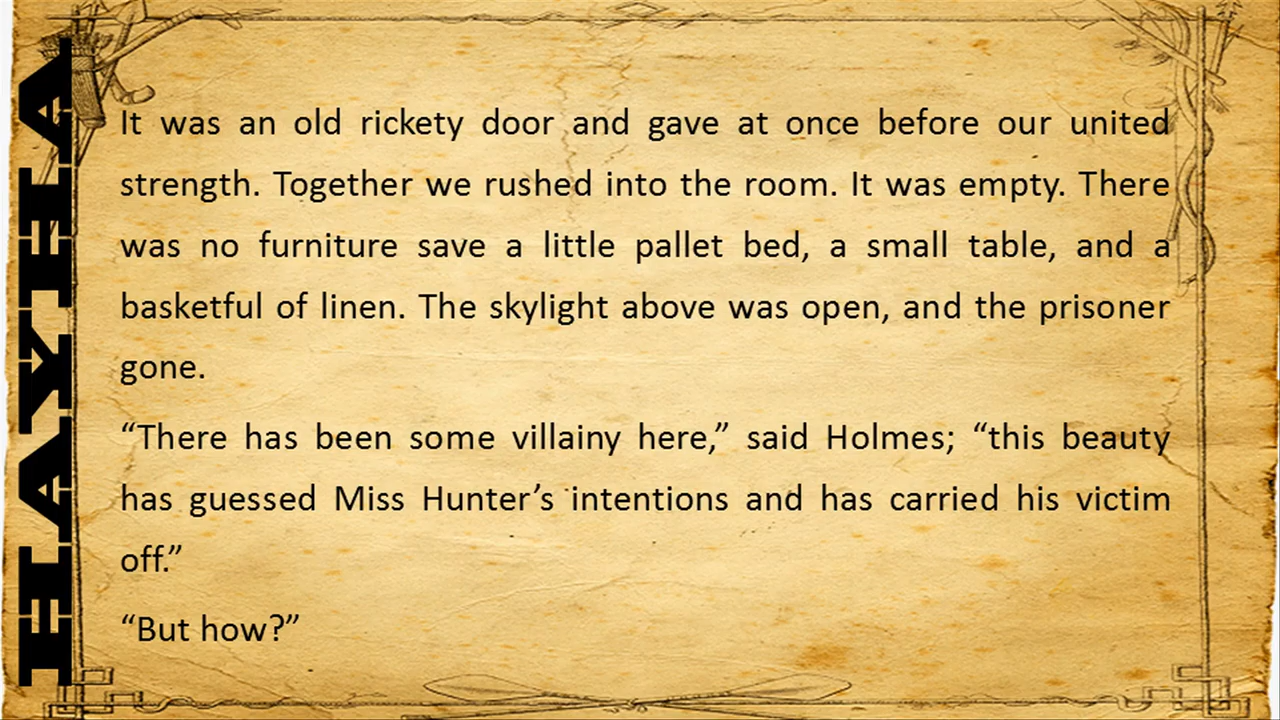 HAYHA
It was an old rickety door and gave at once before our united
strength. Together we rushed into the room. It was empty. There
was no furniture save a little pallet bed, a small table, and a
basketful of linen. The skylight above was open, and the prisoner
gone.
“There has been some villainy here,” said Holmes; “this beauty
has guessed Miss Hunter’s intentions and has carried his victim
off.”
“But how?”